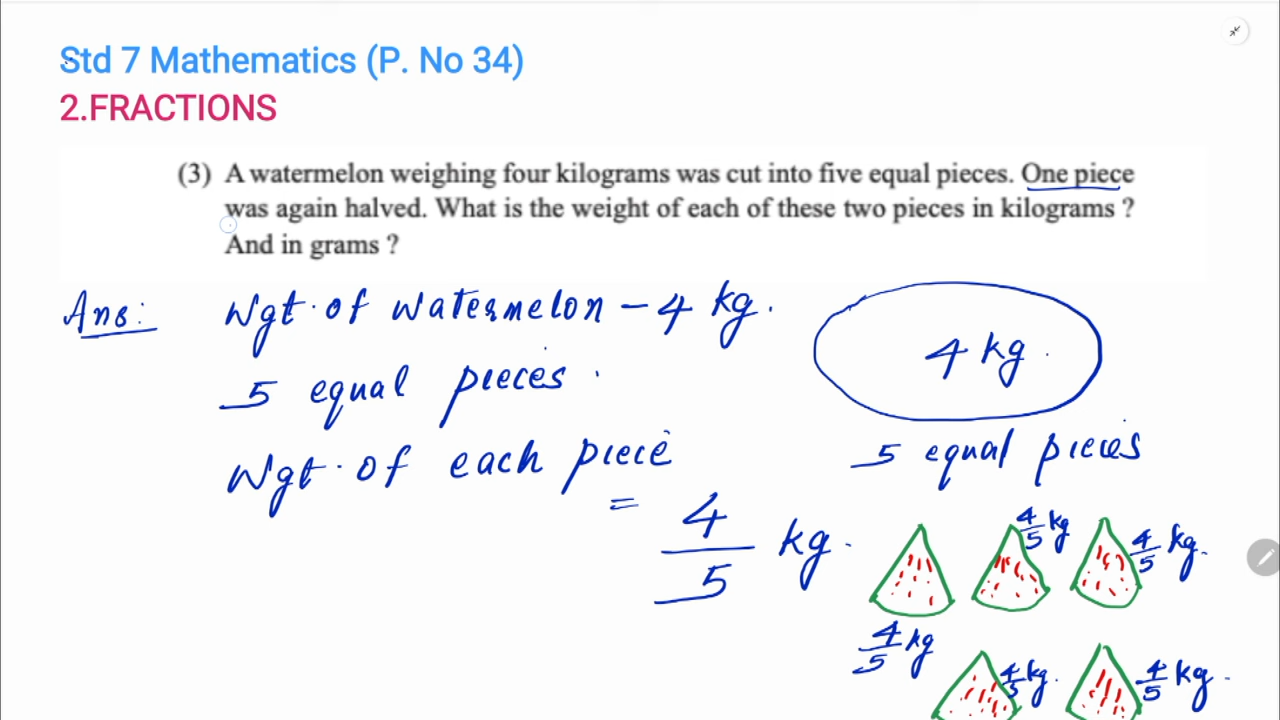 Std 7 Mathematics (P. No 34)
2.FRACTIONS
(3) A watermelon weighing four kilograms was cut into five equal pieces. One piece
was again halved. What is the weight of each of these two pieces in kilograms ?
And in grams ?
Ans:
Wgt. of watermelon - 4 kg.
4 kg.
5 equal pieces.
5 equal pieces
Wgt. of each piece
= 4/5 kg.
4/5 kg
4/5 kg.
4/5 kg
4/5 kg.
4/5 kg.